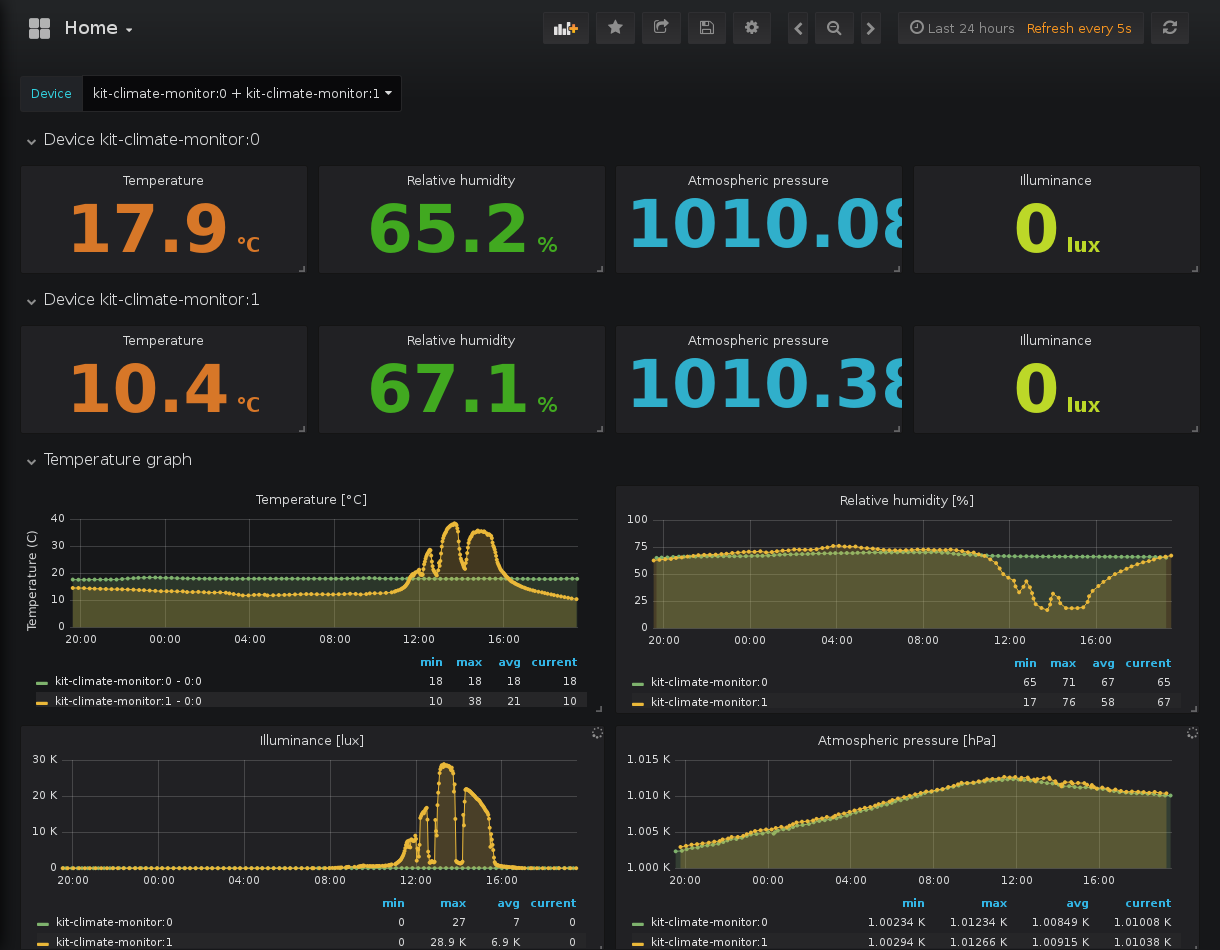 Home
Last 24 hours Refresh every 5s
Device kit-climate-monitor:0 + kit-climate-monitor:1
Device kit-climate-monitor:0
Temperature Relative humidity Atmospheric pressure Illuminance
17.9 °C 65.2 % 1010.08 0 lux
Device kit-climate-monitor:1
Temperature Relative humidity Atmospheric pressure Illuminance
10.4 °C 67.1 % 1010.38 0 lux
Temperature graph
Temperature [°C]
Temperature (C)
40
30
20
10
0
20:00 00:00 04:00 08:00 12:00 16:00
min max avg current
kit-climate-monitor:0 - 0:0 18 18 18 18
kit-climate-monitor:1 - 0:0 10 38 21 10
Relative humidity [%]
100
75
50
25
0
20:00 00:00 04:00 08:00 12:00 16:00
min max avg current
kit-climate-monitor:0 65 71 67 65
kit-climate-monitor:1 17 76 58 67
Illuminance [lux]
30 K
20 K
10 K
0
20:00 00:00 04:00 08:00 12:00 16:00
min max avg current
kit-climate-monitor:0 0 27 7 0
kit-climate-monitor:1 0 28.9 K 6.9 K 0
Atmospheric pressure [hPa]
1.015 K
1.010 K
1.005 K
1.000 K
20:00 00:00 04:00 08:00 12:00 16:00
min max avg current
kit-climate-monitor:0 1.00234 K 1.01234 K 1.00849 K 1.01008 K
kit-climate-monitor:1 1.00294 K 1.01266 K 1.00915 K 1.01038 K